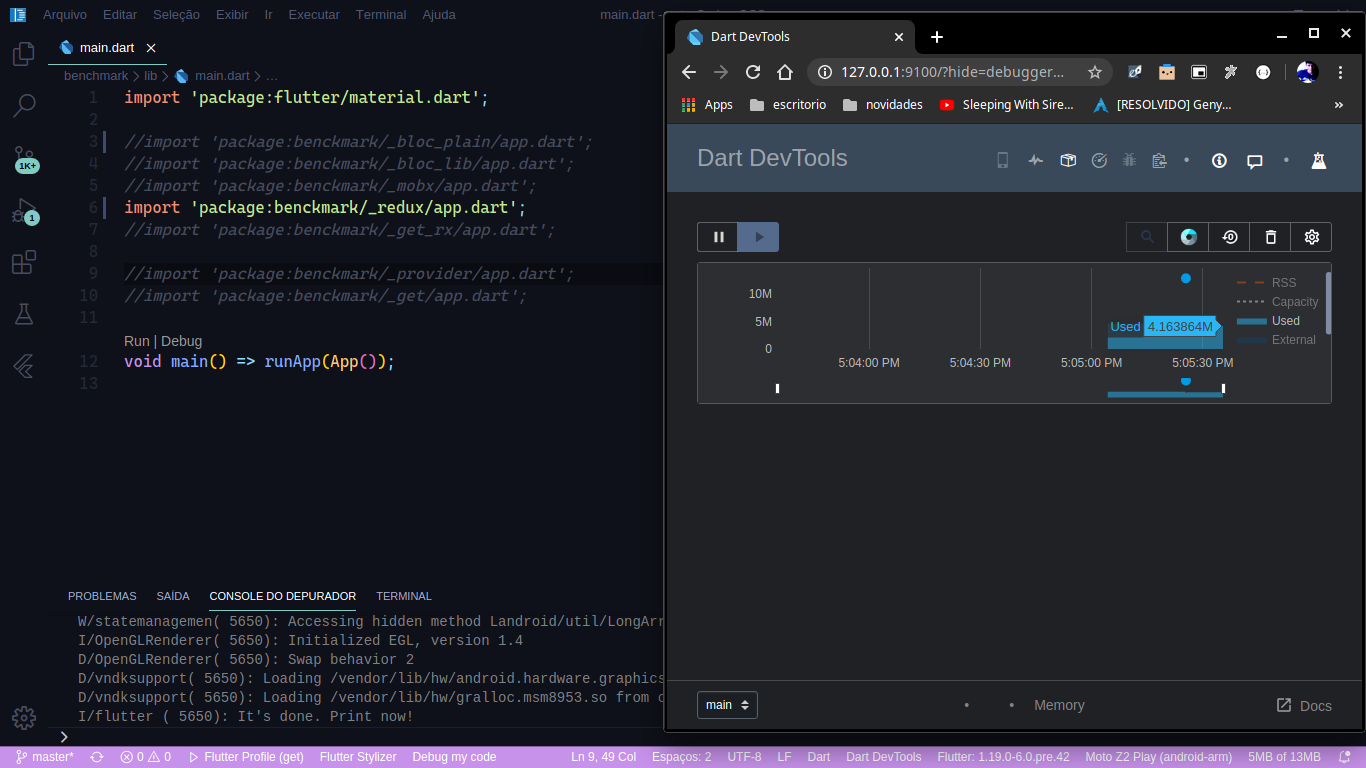 Arquivo Editar Seleção Exibir Ir Executar Terminal Ajuda
main.dart
benchmark > lib > main.dart > ...
1 import 'package:flutter/material.dart';
2
3 //import 'package:benckmark/_bloc_plain/app.dart';
4 //import 'package:benckmark/_bloc_lib/app.dart';
5 //import 'package:benckmark/_mobx/app.dart';
6 import 'package:benckmark/_redux/app.dart';
7 //import 'package:benckmark/_get_rx/app.dart';
8
9 //import 'package:benckmark/_provider/app.dart';
10 //import 'package:benckmark/_get/app.dart';
11
Run | Debug
12 void main() => runApp(App());
13
1K+
1
PROBLEMAS SAÍDA CONSOLE DO DEPURADOR TERMINAL
W/statemanagemen( 5650): Accessing hidden method Landroid/util/LongArr
I/OpenGLRenderer( 5650): Initialized EGL, version 1.4
D/OpenGLRenderer( 5650): Swap behavior 2
D/vndksupport( 5650): Loading /vendor/lib/hw/android.hardware.graphics
D/vndksupport( 5650): Loading /vendor/lib/hw/gralloc.msm8953.so from
I/flutter ( 5650): It's done. Print now!
Dart DevTools
127.0.0.1:9100/?hide=debugger...
Apps escritorio novidades Sleeping With Sire... [RESOLVIDO] Geny... »
Dart DevTools
10M
5M
0
Used 4.163864M
RSS
Capacity
Used
External
5:04:00 PM 5:04:30 PM 5:05:00 PM 5:05:30 PM
main • • Memory Docs
master* 0 0 Flutter Profile (get) Flutter Stylizer Debug my code Ln 9, 49 Col Espaços: 2 UTF-8 LF Dart Dart DevTools Flutter: 1.19.0-6.0.pre.42 Moto Z2 Play (android-arm) 5MB of 13MB